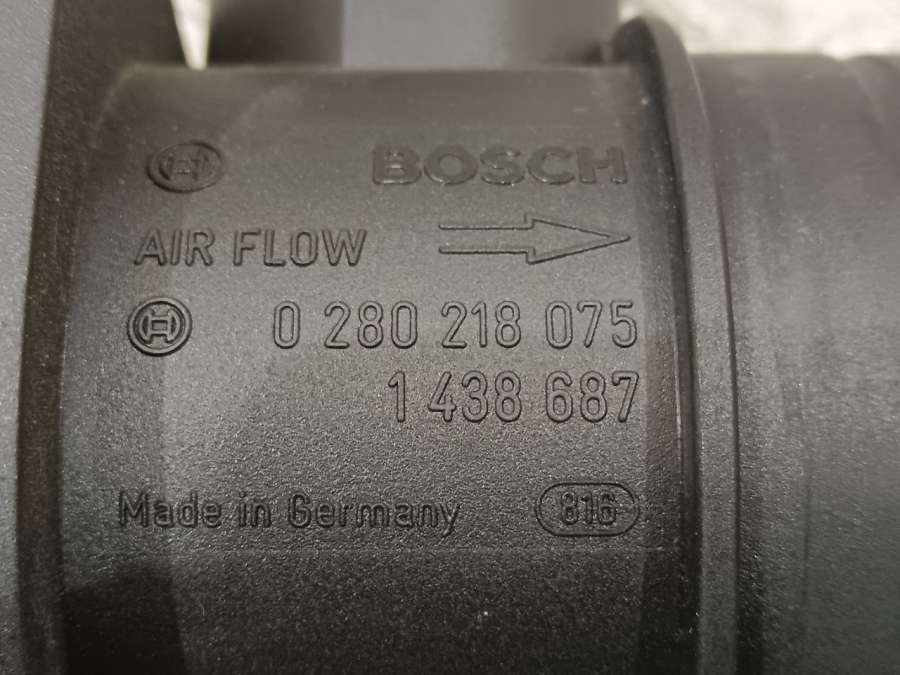 BOSCH
AIR FLOW
0 280 218 075
1 438 687
Made in Germany 816